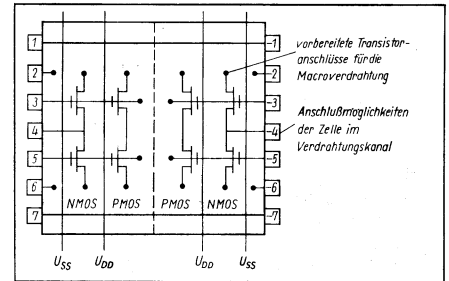 1 -1
2 -2
3 -3
4 -4
5 -5
6 -6
7 -7
NMOS PMOS PMOS NMOS
USS UDD UDD USS
vorbereitete Transistor-
anschlüsse für die
Macroverdrahtung
Anschlußmöglichkeiten
der Zelle im
Verdrahtungskanal